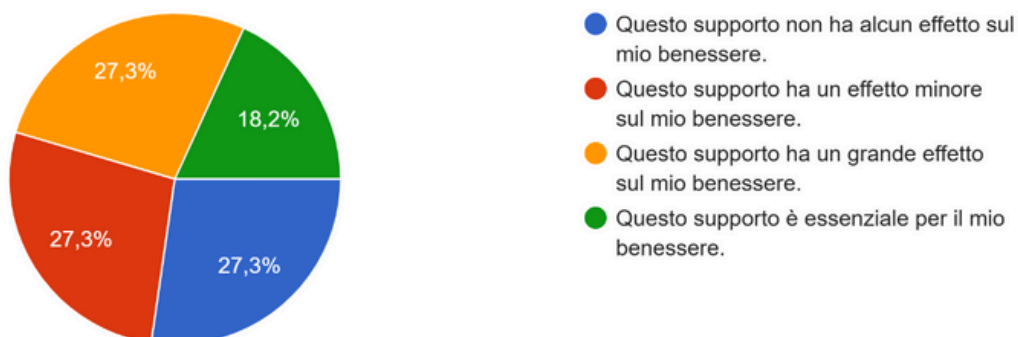 27,3%
18,2%
27,3%
27,3%
Questo supporto non ha alcun effetto sul
mio benessere.
Questo supporto ha un effetto minore
sul mio benessere.
Questo supporto ha un grande effetto
sul mio benessere.
Questo supporto è essenziale per il mio
benessere.